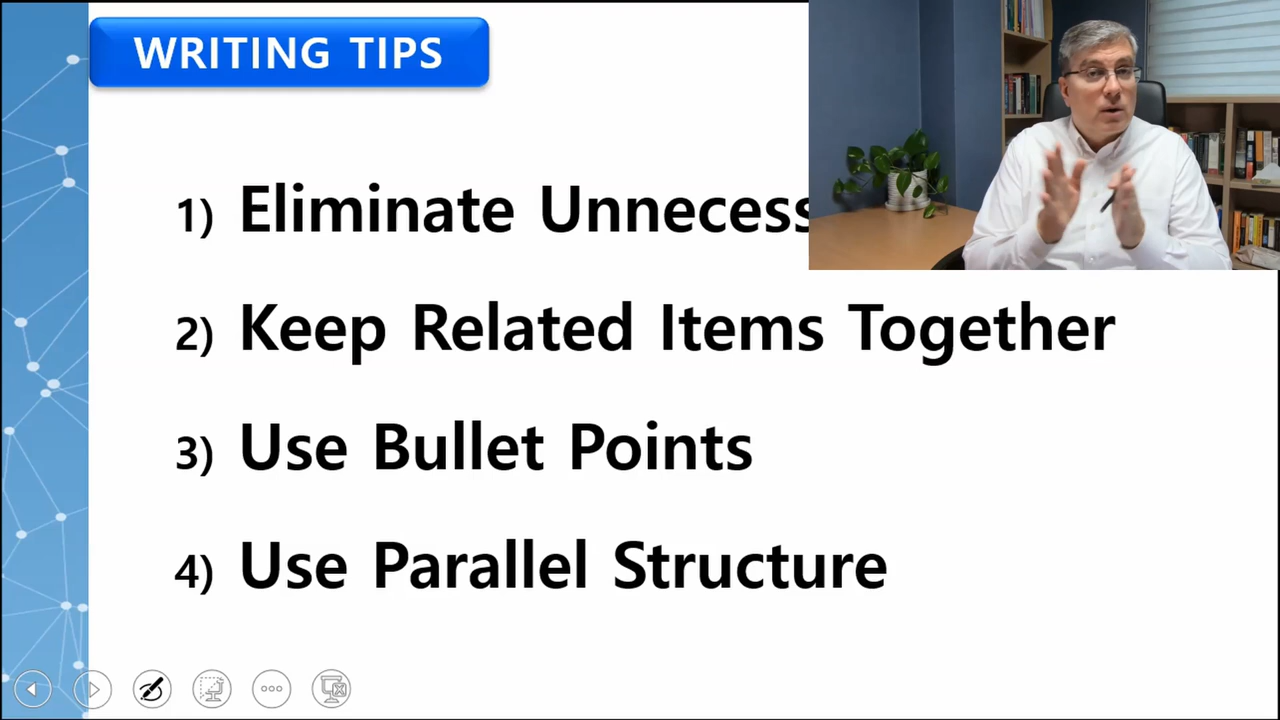 WRITING TIPS
1) Eliminate Unnecess
2) Keep Related Items Together
3) Use Bullet Points
4) Use Parallel Structure